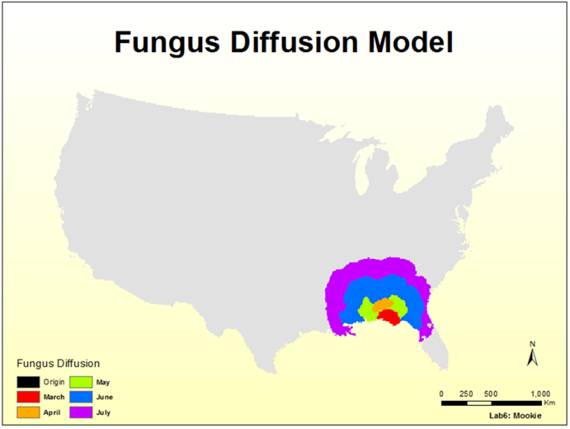 Fungus Diffusion Model
Fungus Diffusion
Origin May
March June
April July
N
0 250 500 1,000
Km
Lab6: Mookie